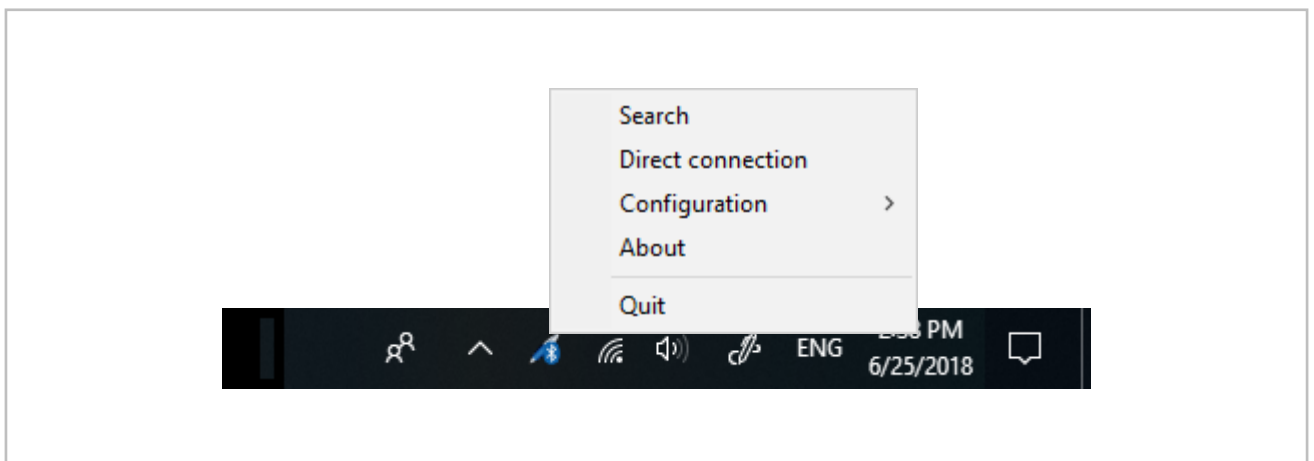 Search
Direct connection
Configuration
About
Quit
ENG
PM
6/25/2018